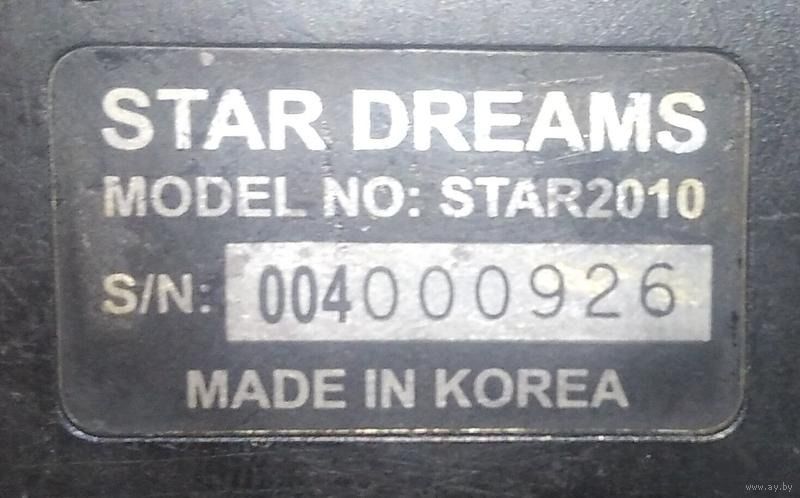 STAR DREAMS
MODEL NO: STAR2010
S/N: 004000926
MADE IN KOREA
www.ay.by